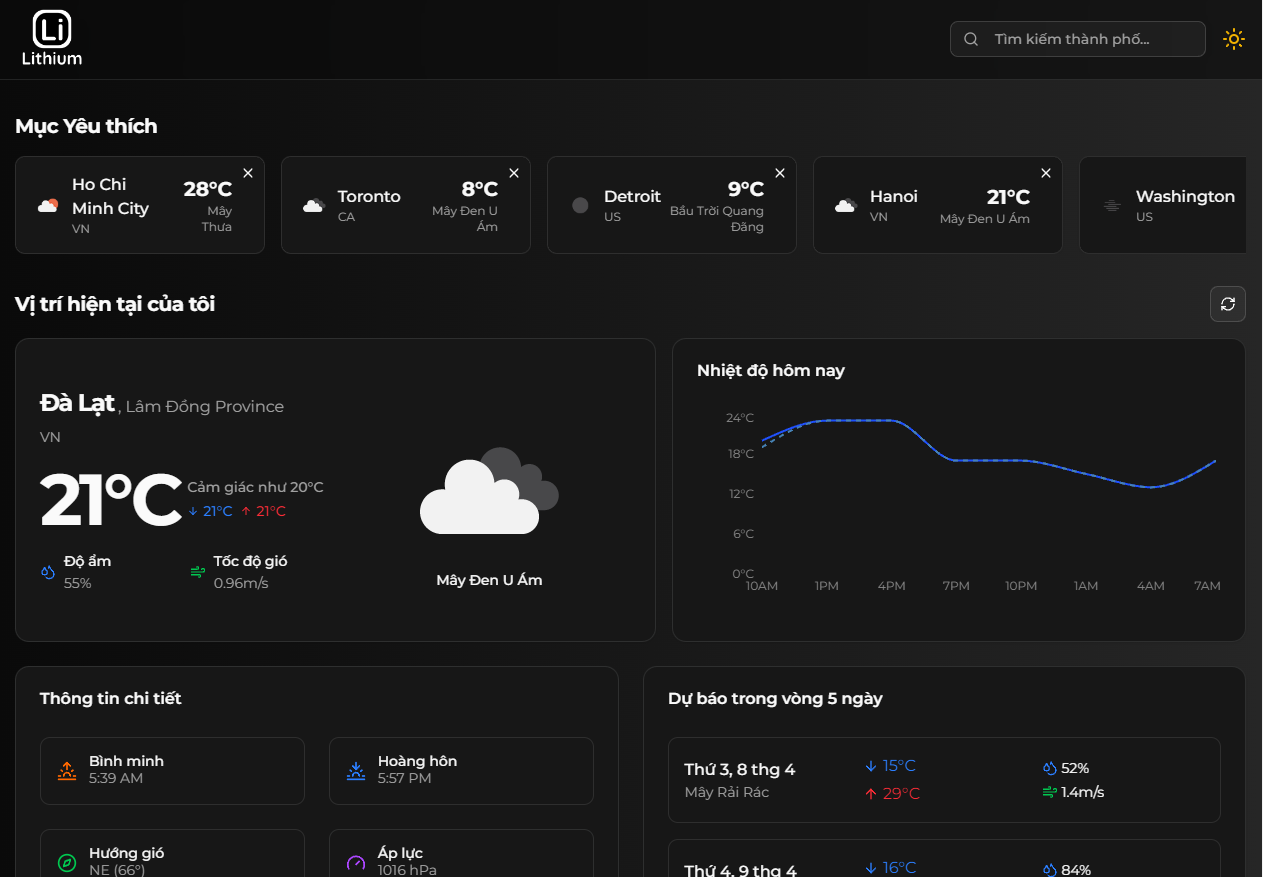 Li
Lithium
Tìm kiếm thành phố...
Mục Yêu thích
Ho Chi
Minh City
VN
28°C
Mây
Thưa
Toronto
CA
8°C
Mây Đen U
Ám
Detroit
US
9°C
Bầu Trời Quang
Đãng
Hanoi
VN
21°C
Mây Đen U Ám
Washington
US
Vị trí hiện tại của tôi
Đà Lạt , Lâm Đồng Province
VN
21°C
Cảm giác như 20°C
↓ 21°C ↑ 21°C
Độ ẩm
55%
Tốc độ gió
0.96m/s
Mây Đen U Ám
Nhiệt độ hôm nay
24°C
18°C
12°C
6°C
0°C
10AM 1PM 4PM 7PM 10PM 1AM 4AM 7AM
Thông tin chi tiết
Bình minh
5:39 AM
Hoàng hôn
5:57 PM
Hướng gió
NE (66°)
Áp lực
1016 hPa
Dự báo trong vòng 5 ngày
Thứ 3, 8 thg 4
Mây Rải Rác
↓ 15°C
↑ 29°C
52%
1.4m/s
Thứ 4, 9 thg 4
↓ 16°C
84%